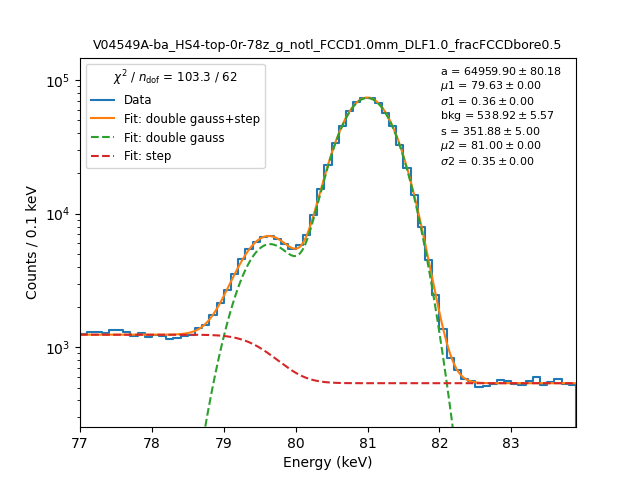 V04549A-ba_HS4-top-0r-78z_g_notl_FCCD1.0mm_DLF1.0_fracFCCDbore0.5
χ² / n_dof = 103.3 / 62
Data
Fit: double gauss+step
Fit: double gauss
Fit: step
a = 64959.90 ± 80.18
μ1 = 79.63 ± 0.00
σ1 = 0.36 ± 0.00
bkg = 538.92 ± 5.57
s = 351.88 ± 5.00
μ2 = 81.00 ± 0.00
σ2 = 0.35 ± 0.00
Counts / 0.1 keV
10⁵
10⁴
10³
77 78 79 80 81 82 83
Energy (keV)